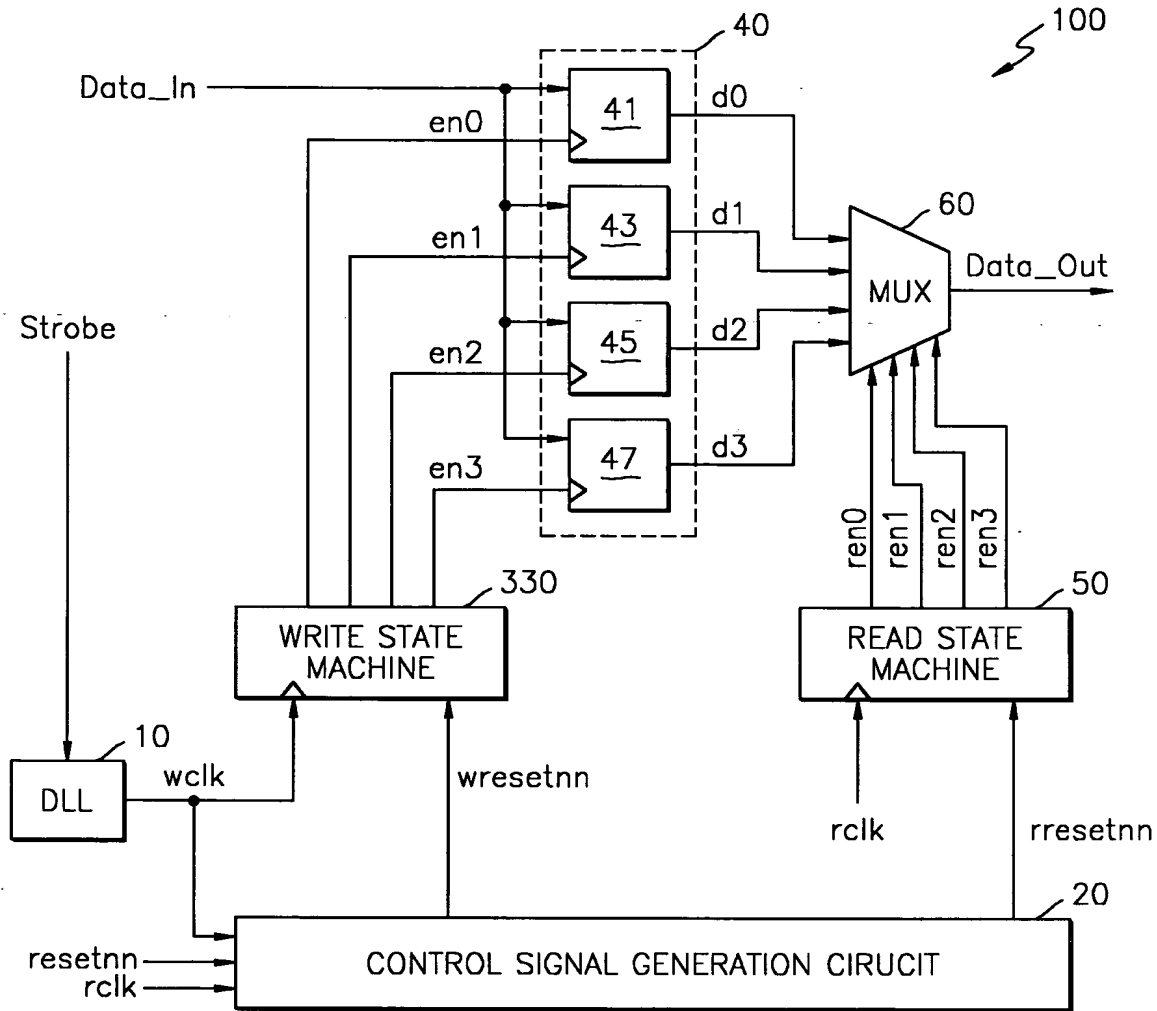 40
100
Data_In
41
d0
en0
43
d1
60
en1
Data_Out
MUX
Strobe
45
d2
en2
47
d3
en3
ren0
ren1
ren2
ren3
330
50
WRITE STATE
MACHINE
READ STATE
MACHINE
10
DLL
wclk
wresetnn
rclk
rresetnn
20
resetnn
rclk
CONTROL SIGNAL GENERATION CIRUCIT